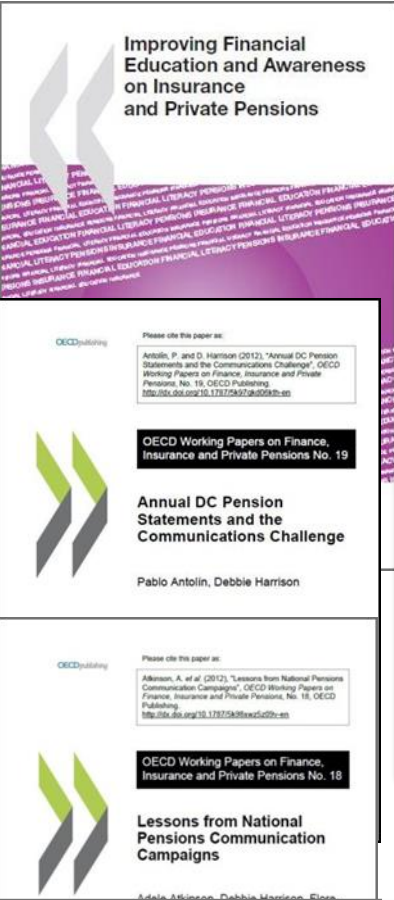 Improving Financial
Education and Awareness
on Insurance
and Private Pensions
OECDpublishing
Please cite this paper as:
Antolin, P. and D. Harrison (2012), "Annual DC Pension
Statements and the Communications Challenge", OECD
Working Papers on Finance, Insurance and Private
Pensions, No. 19, OECD Publishing.
OECD Working Papers on Finance,
Insurance and Private Pensions No. 19
Annual DC Pension
Statements and the
Communications Challenge
Pablo Antolín, Debbie Harrison
OECDpublishing
Please cite this paper as:
Atkinson, A. et al. (2012), "Lessons from National Pensions
Communication Campaigns", OECD Working Papers on
Finance, Insurance and Private Pensions, No. 18, OECD
Publishing.
OECD Working Papers on Finance,
Insurance and Private Pensions No. 18
Lessons from National
Pensions Communication
Campaigns
Adele Atkinson, Debbie Harrison, Flore